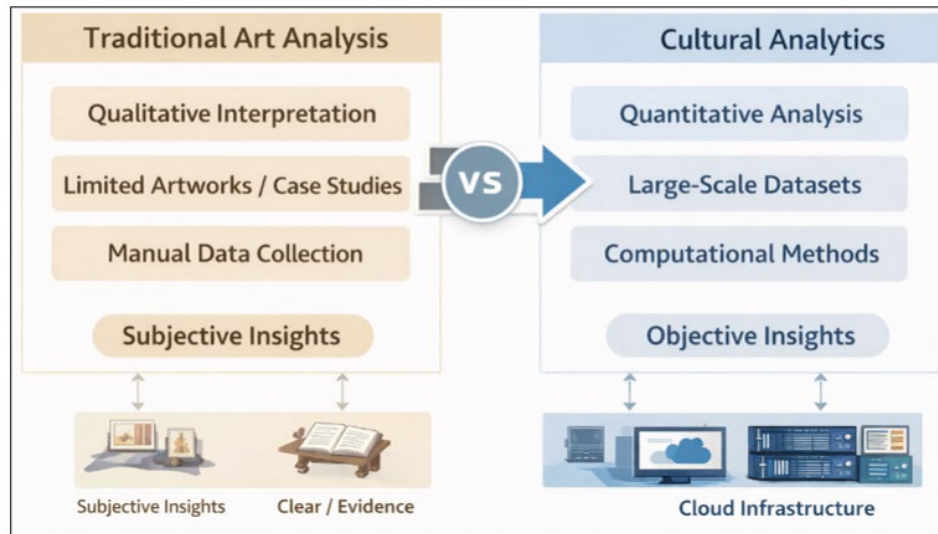 Traditional Art Analysis
Qualitative Interpretation
Limited Artworks / Case Studies
Manual Data Collection
Subjective Insights
VS
Cultural Analytics
Quantitative Analysis
Large-Scale Datasets
Computational Methods
Objective Insights
Subjective Insights
Clear / Evidence
Cloud Infrastructure